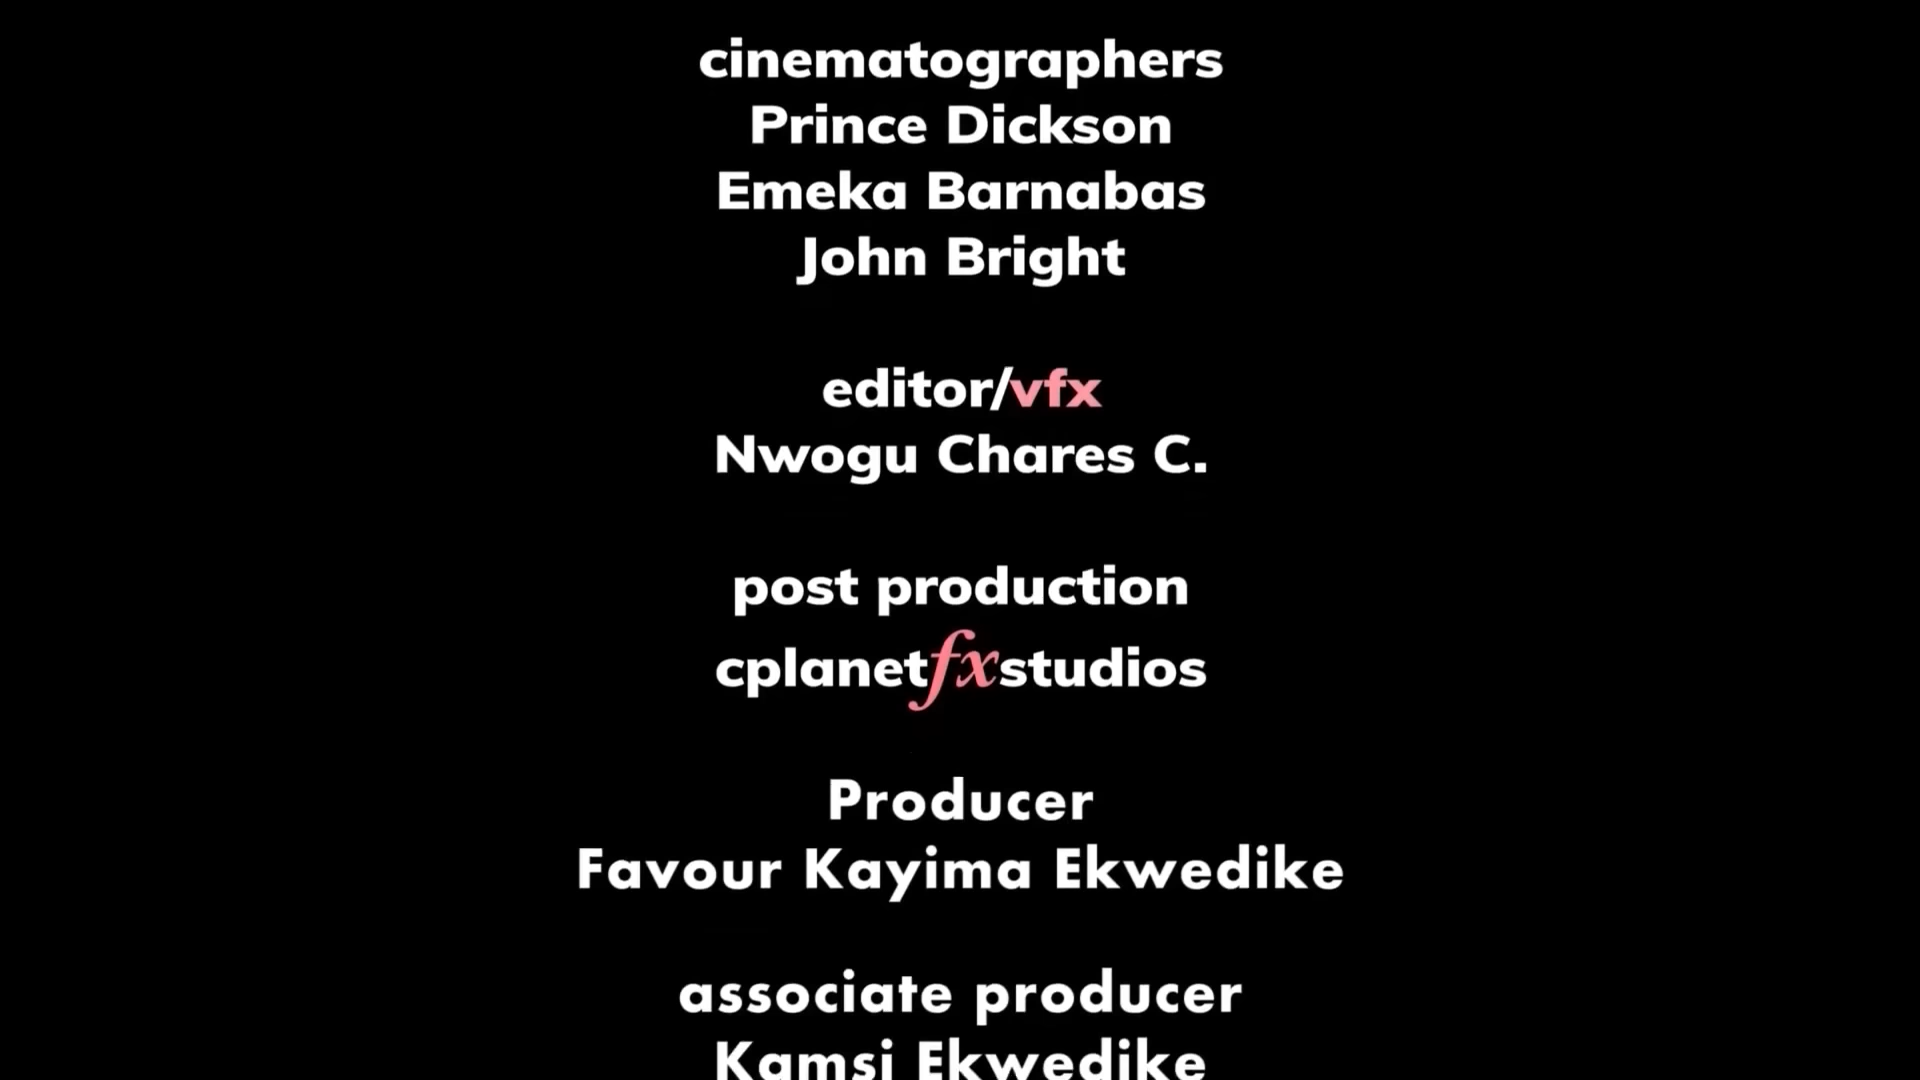 cinematographers
Prince Dickson
Emeka Barnabas
John Bright
editor/vfx
Nwogu Chares C.
post production
cplanetfxstudios
Producer
Favour Kayima Ekwedike
associate producer
Kamsi Ekwedike